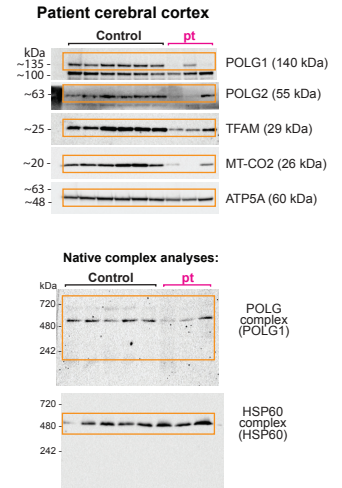 Patient cerebral cortex
Control pt
kDa
~135 POLG1 (140 kDa)
~100
~63 POLG2 (55 kDa)
~25 TFAM (29 kDa)
~20 MT-CO2 (26 kDa)
~63
~48 ATP5A (60 kDa)
Native complex analyses:
Control pt
kDa
720
480
242
POLG
complex
(POLG1)
720
480
242
HSP60
complex
(HSP60)